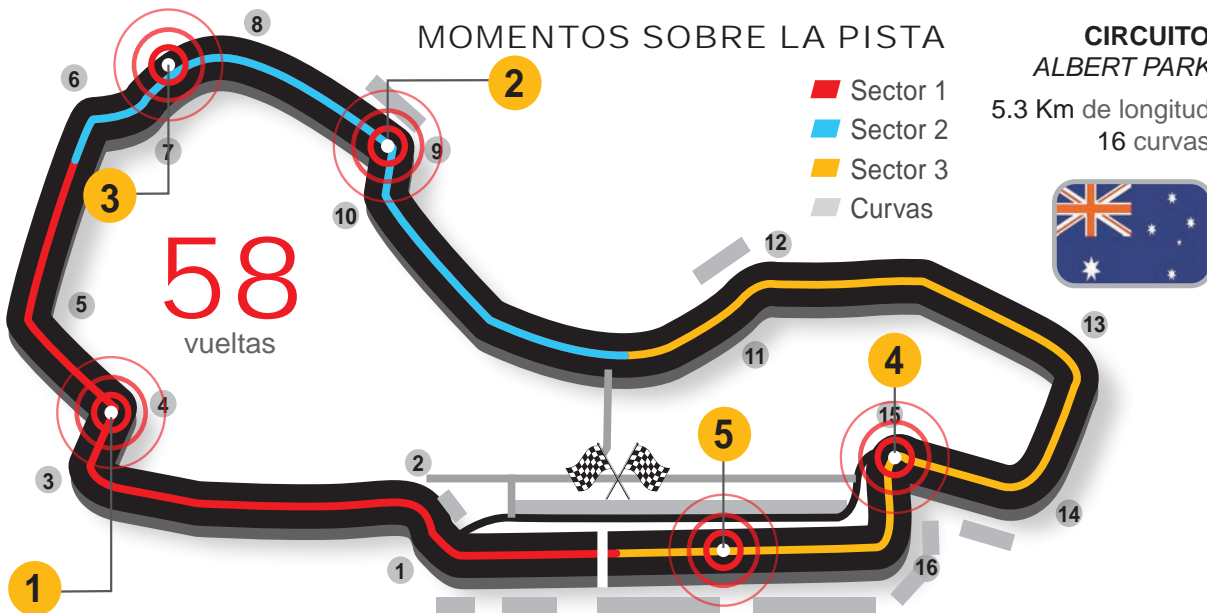 MOMENTOS SOBRE LA PISTA
Sector 1
Sector 2
Sector 3
Curvas
CIRCUITO
ALBERT PARK
5.3 Km de longitud
16 curvas
58
vueltas
1
2
3
4
5
1
2
3
4
5
6
7
8
9
10
11
12
13
14
15
16